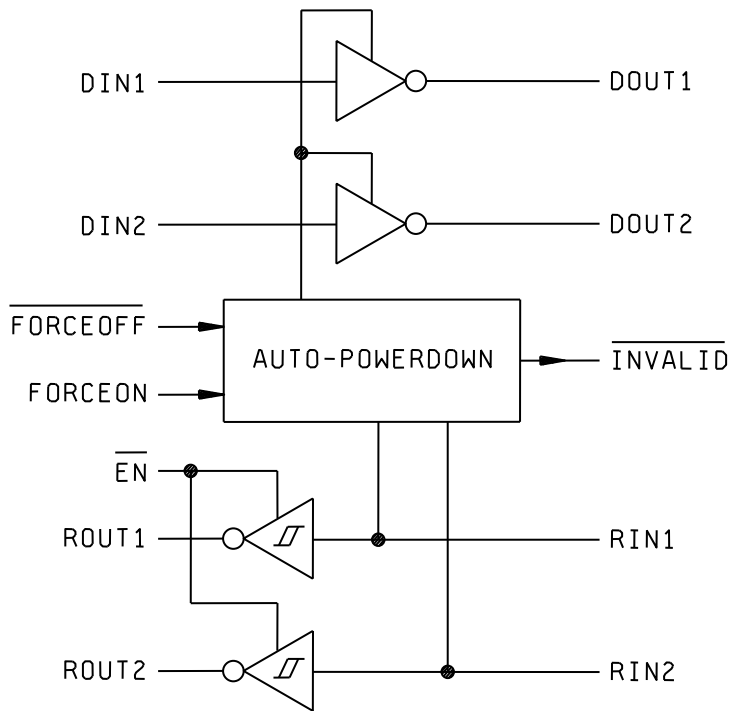 DIN1
DOUT1
DIN2
DOUT2
FORCEOFF
AUTO-POWERDOWN
INVALID
FORCEON
EN
ROUT1
RIN1
ROUT2
RIN2